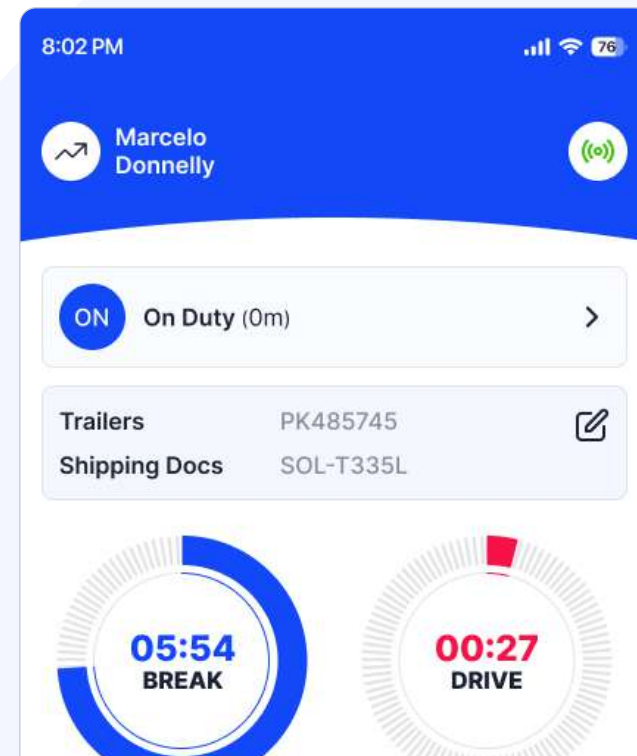 8:02 PM 76
Marcelo
Donnelly
ON On Duty (0m)
Trailers PK485745
Shipping Docs SOL-T335L
05:54 00:27
BREAK DRIVE